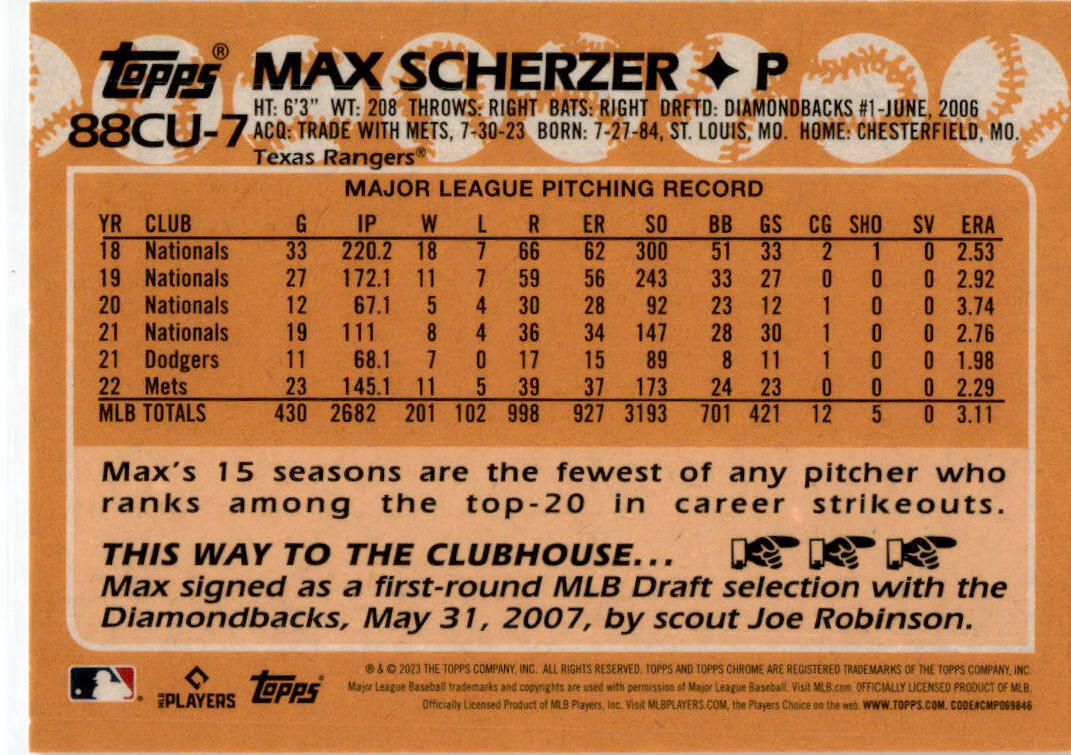 Topps® MAX SCHERZER ✦ P
HT: 6'3" WT: 208 THROWS: RIGHT BATS: RIGHT DRFTD: DIAMONDBACKS #1-JUNE, 2006
88CU-7 ACQ: TRADE WITH METS, 7-30-23 BORN: 7-27-84, ST. LOUIS, MO. HOME: CHESTERFIELD, MO.
Texas Rangers®
MAJOR LEAGUE PITCHING RECORD
YR CLUB G IP W L R ER SO BB GS CG SHO SV ERA
18 Nationals 33 220.2 18 7 66 62 300 51 33 2 1 0 2.53
19 Nationals 27 172.1 11 7 59 56 243 33 27 0 0 0 2.92
20 Nationals 12 67.1 5 4 30 28 92 23 12 1 0 0 3.74
21 Nationals 19 111 8 4 36 34 147 28 30 1 0 0 2.76
21 Dodgers 11 68.1 7 0 17 15 89 8 11 1 0 0 1.98
22 Mets 23 145.1 11 5 39 37 173 24 23 0 0 0 2.29
MLB TOTALS 430 2682 201 102 998 927 3193 701 421 12 5 0 3.11
Max's 15 seasons are the fewest of any pitcher who
ranks among the top-20 in career strikeouts.
THIS WAY TO THE CLUBHOUSE...
Max signed as a first-round MLB Draft selection with the
Diamondbacks, May 31, 2007, by scout Joe Robinson.
® & © 2023 THE TOPPS COMPANY, INC. ALL RIGHTS RESERVED. TOPPS AND TOPPS CHROME ARE REGISTERED TRADEMARKS OF THE TOPPS COMPANY, INC.
MLB PLAYERS Topps® Major League Baseball trademarks and copyrights are used with permission of Major League Baseball. Visit MLB.com. OFFICIALLY LICENSED PRODUCT OF MLB
Officially Licensed Product of MLB Players, Inc. Visit MLBPLAYERS.COM, the Players Choice on the web. WWW.TOPPS.COM. CODE#CMP069846